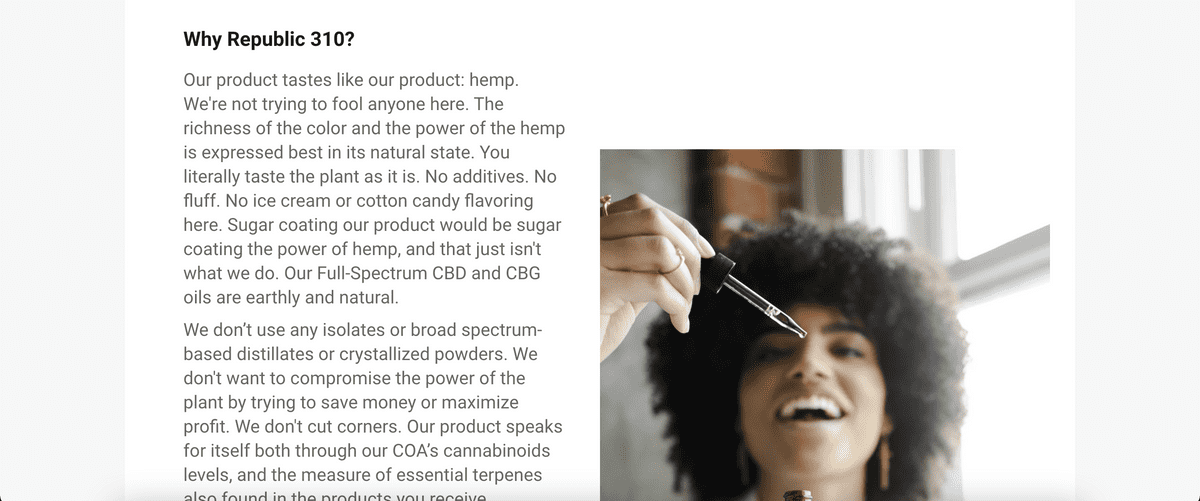 Why Republic 310?
Our product tastes like our product: hemp.
We're not trying to fool anyone here. The
richness of the color and the power of the hemp
is expressed best in its natural state. You
literally taste the plant as it is. No additives. No
fluff. No ice cream or cotton candy flavoring
here. Sugar coating our product would be sugar
coating the power of hemp, and that just isn't
what we do. Our Full-Spectrum CBD and CBG
oils are earthly and natural.
We don’t use any isolates or broad spectrum-
based distillates or crystallized powders. We
don't want to compromise the power of the
plant by trying to save money or maximize
profit. We don't cut corners. Our product speaks
for itself both through our COA’s cannabinoids
levels, and the measure of essential terpenes
also found in the products you receive